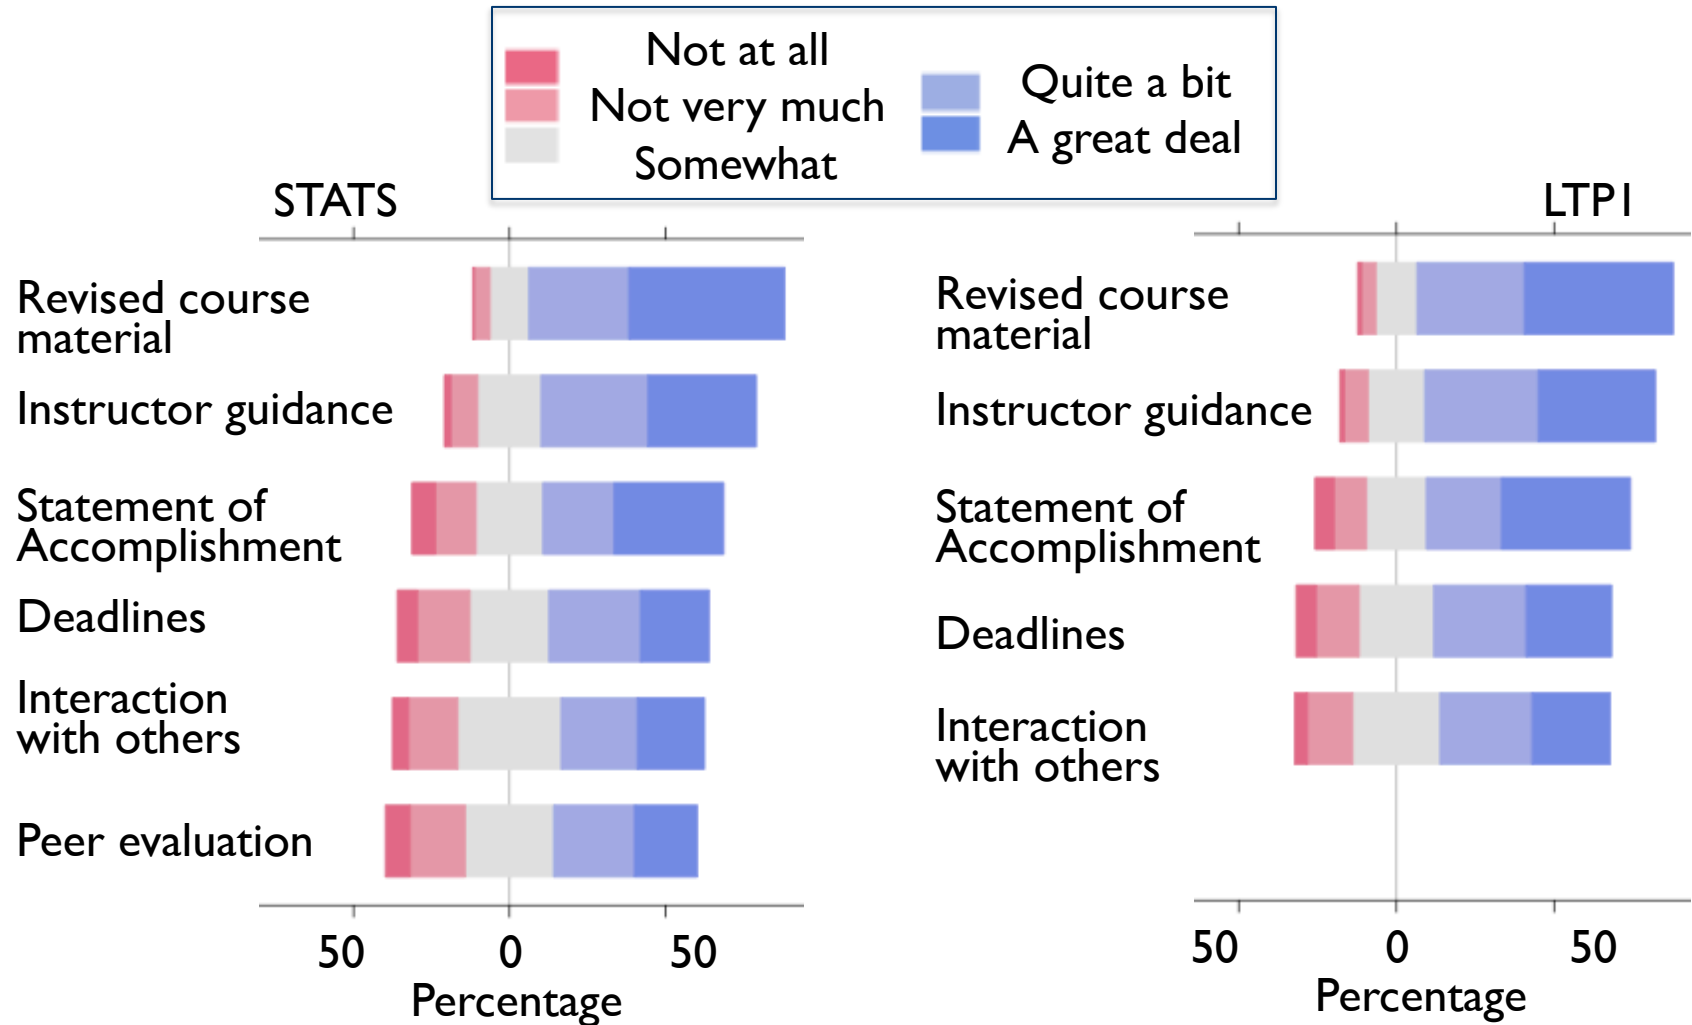 Not at all
Not very much
Somewhat
Quite a bit
A great deal
STATS
Revised course
material
Instructor guidance
Statement of
Accomplishment
Deadlines
Interaction
with others
Peer evaluation
50 0 50
Percentage
LTP1
Revised course
material
Instructor guidance
Statement of
Accomplishment
Deadlines
Interaction
with others
50 0 50
Percentage